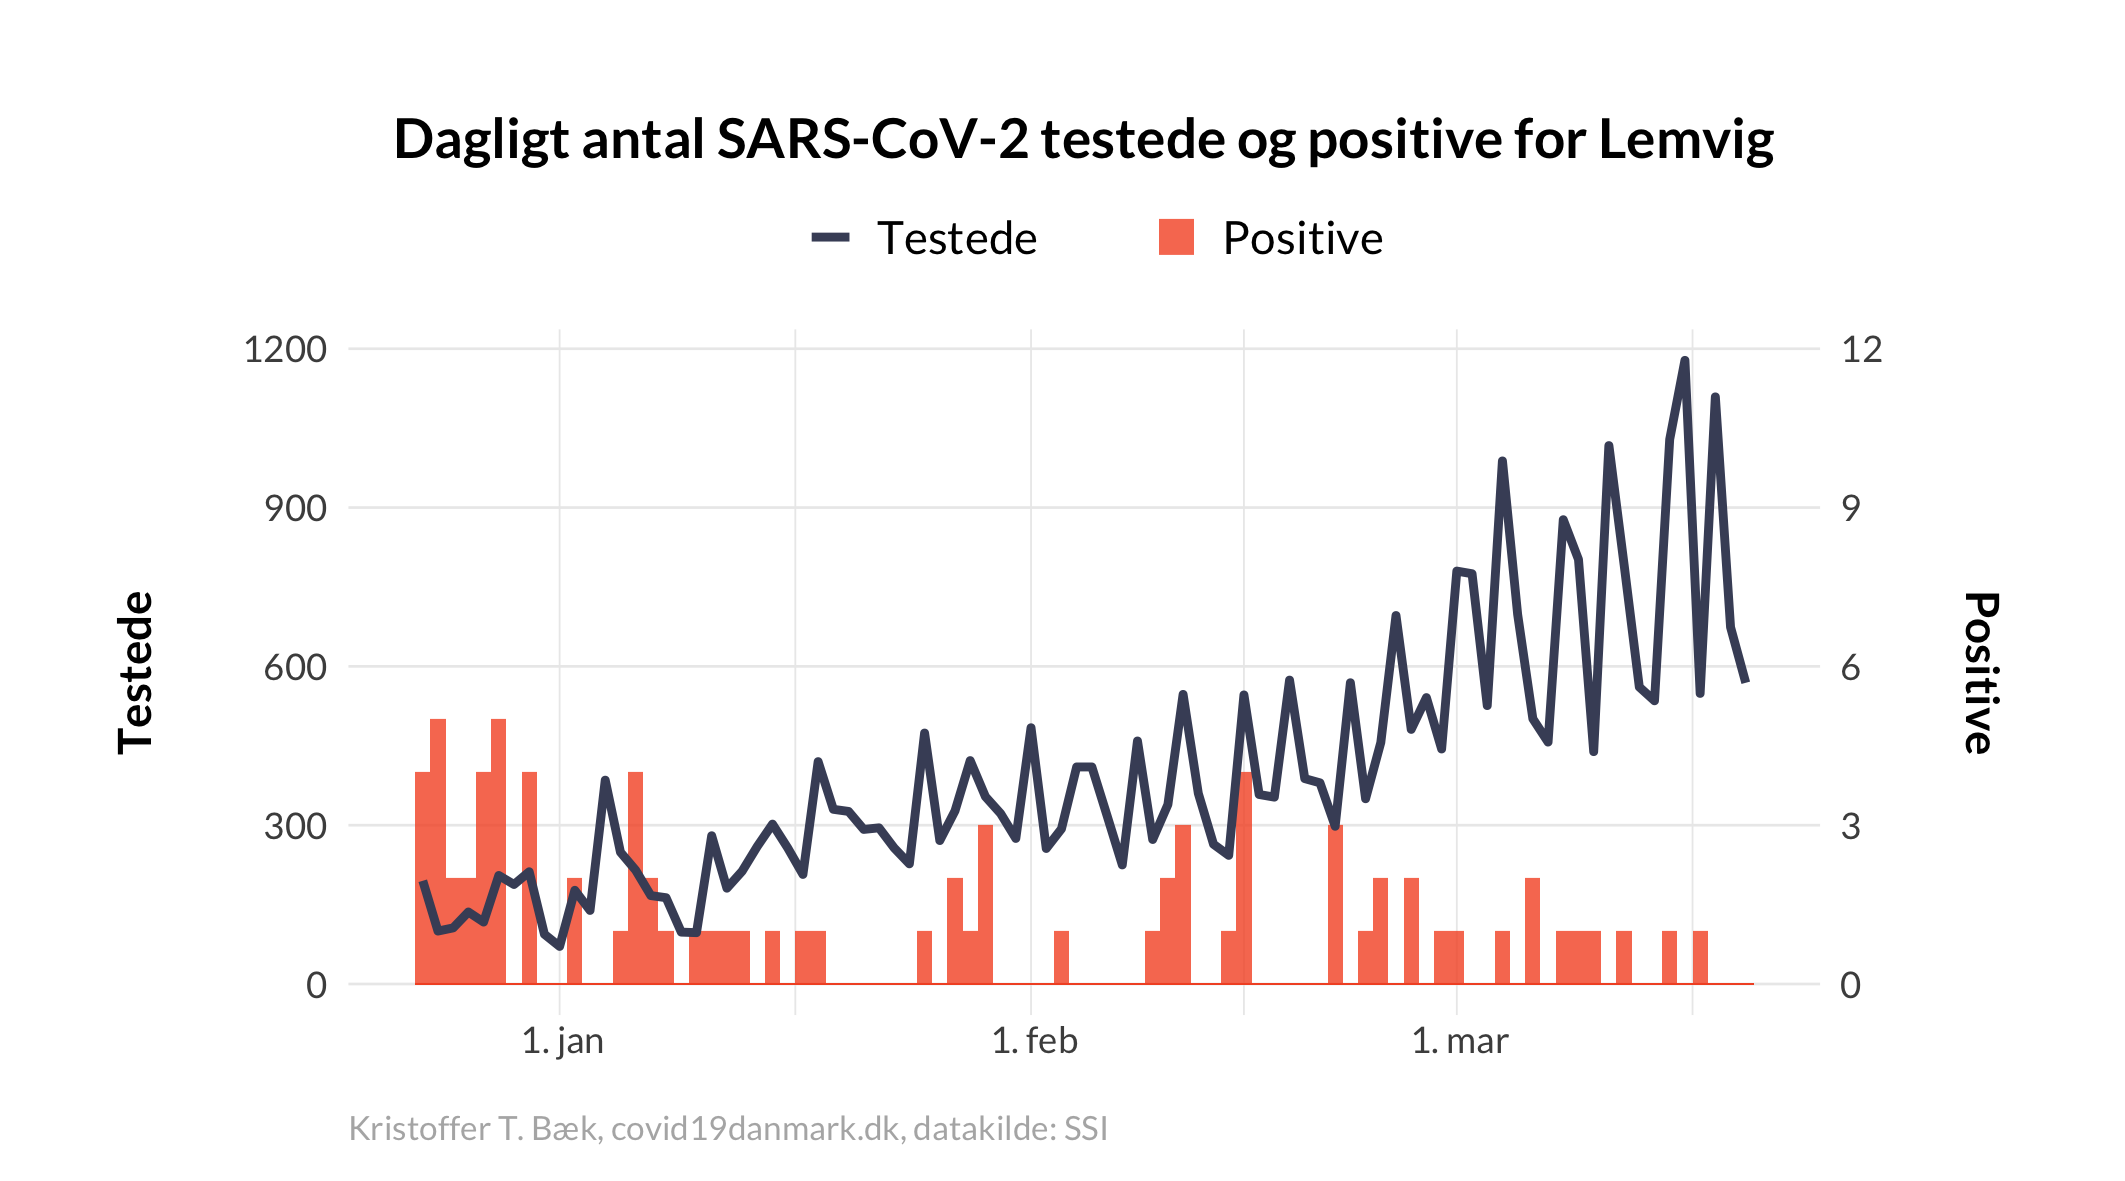 Dagligt antal SARS-CoV-2 testede og positive for Lemvig
Testede
Positive
1200
900
600
300
0
Testede
12
9
6
3
0
Positive
1. jan
1. feb
1. mar
Kristoffer T. Bæk, covid19danmark.dk, datakilde: SSI